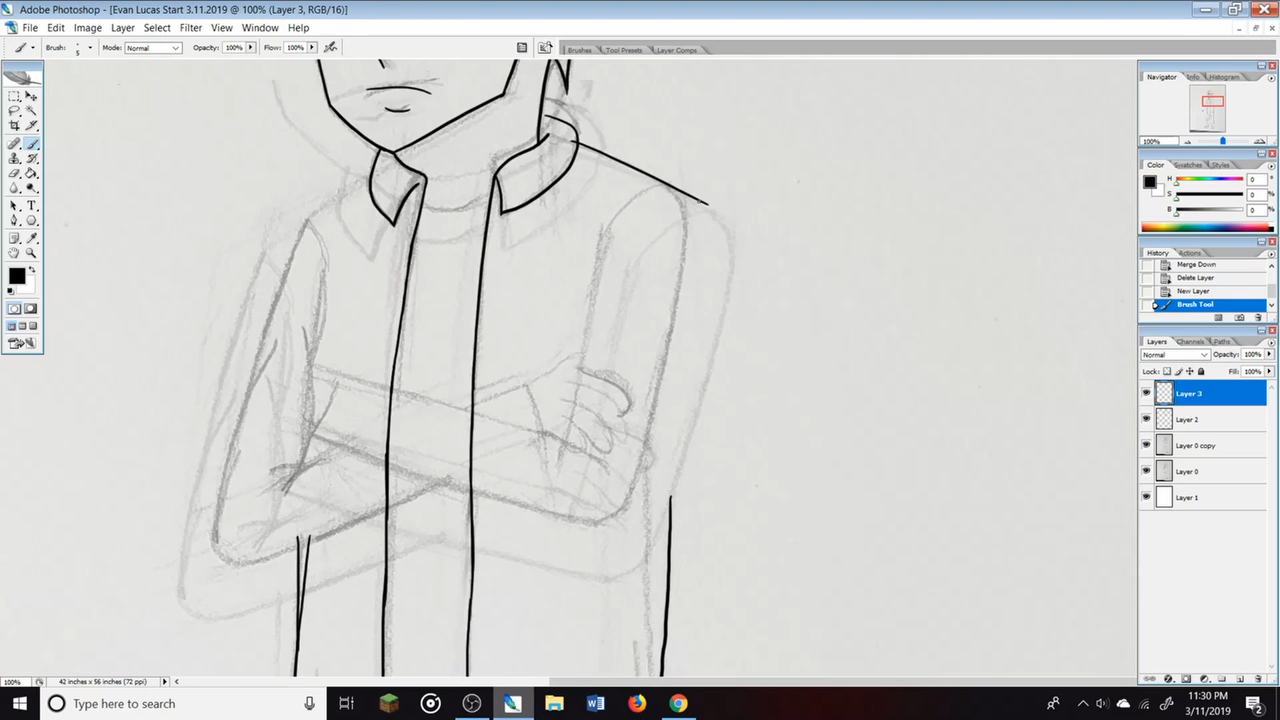 Adobe Photoshop - [Evan Lucas Start 3.11.2019 @ 100% (Layer 3, RGB/16)]
File Edit Image Layer Select Filter View Window Help
Brush: 5 Mode: Normal Opacity: 100% Flow: 100% Brushes Tool Presets Layer Comps
Navigator Info Histogram
100%
Color Swatches Styles
H 0 °
S 0 %
B 0 %
History Actions
Merge Down
Delete Layer
New Layer
Brush Tool
Layers Channels Paths
Normal Opacity: 100%
Lock: Fill: 100%
Layer 3
Layer 2
Layer 0 copy
Layer 0
Layer 1
100% 42 inches x 56 inches (72 ppi)
Type here to search
11:30 PM
3/11/2019
2